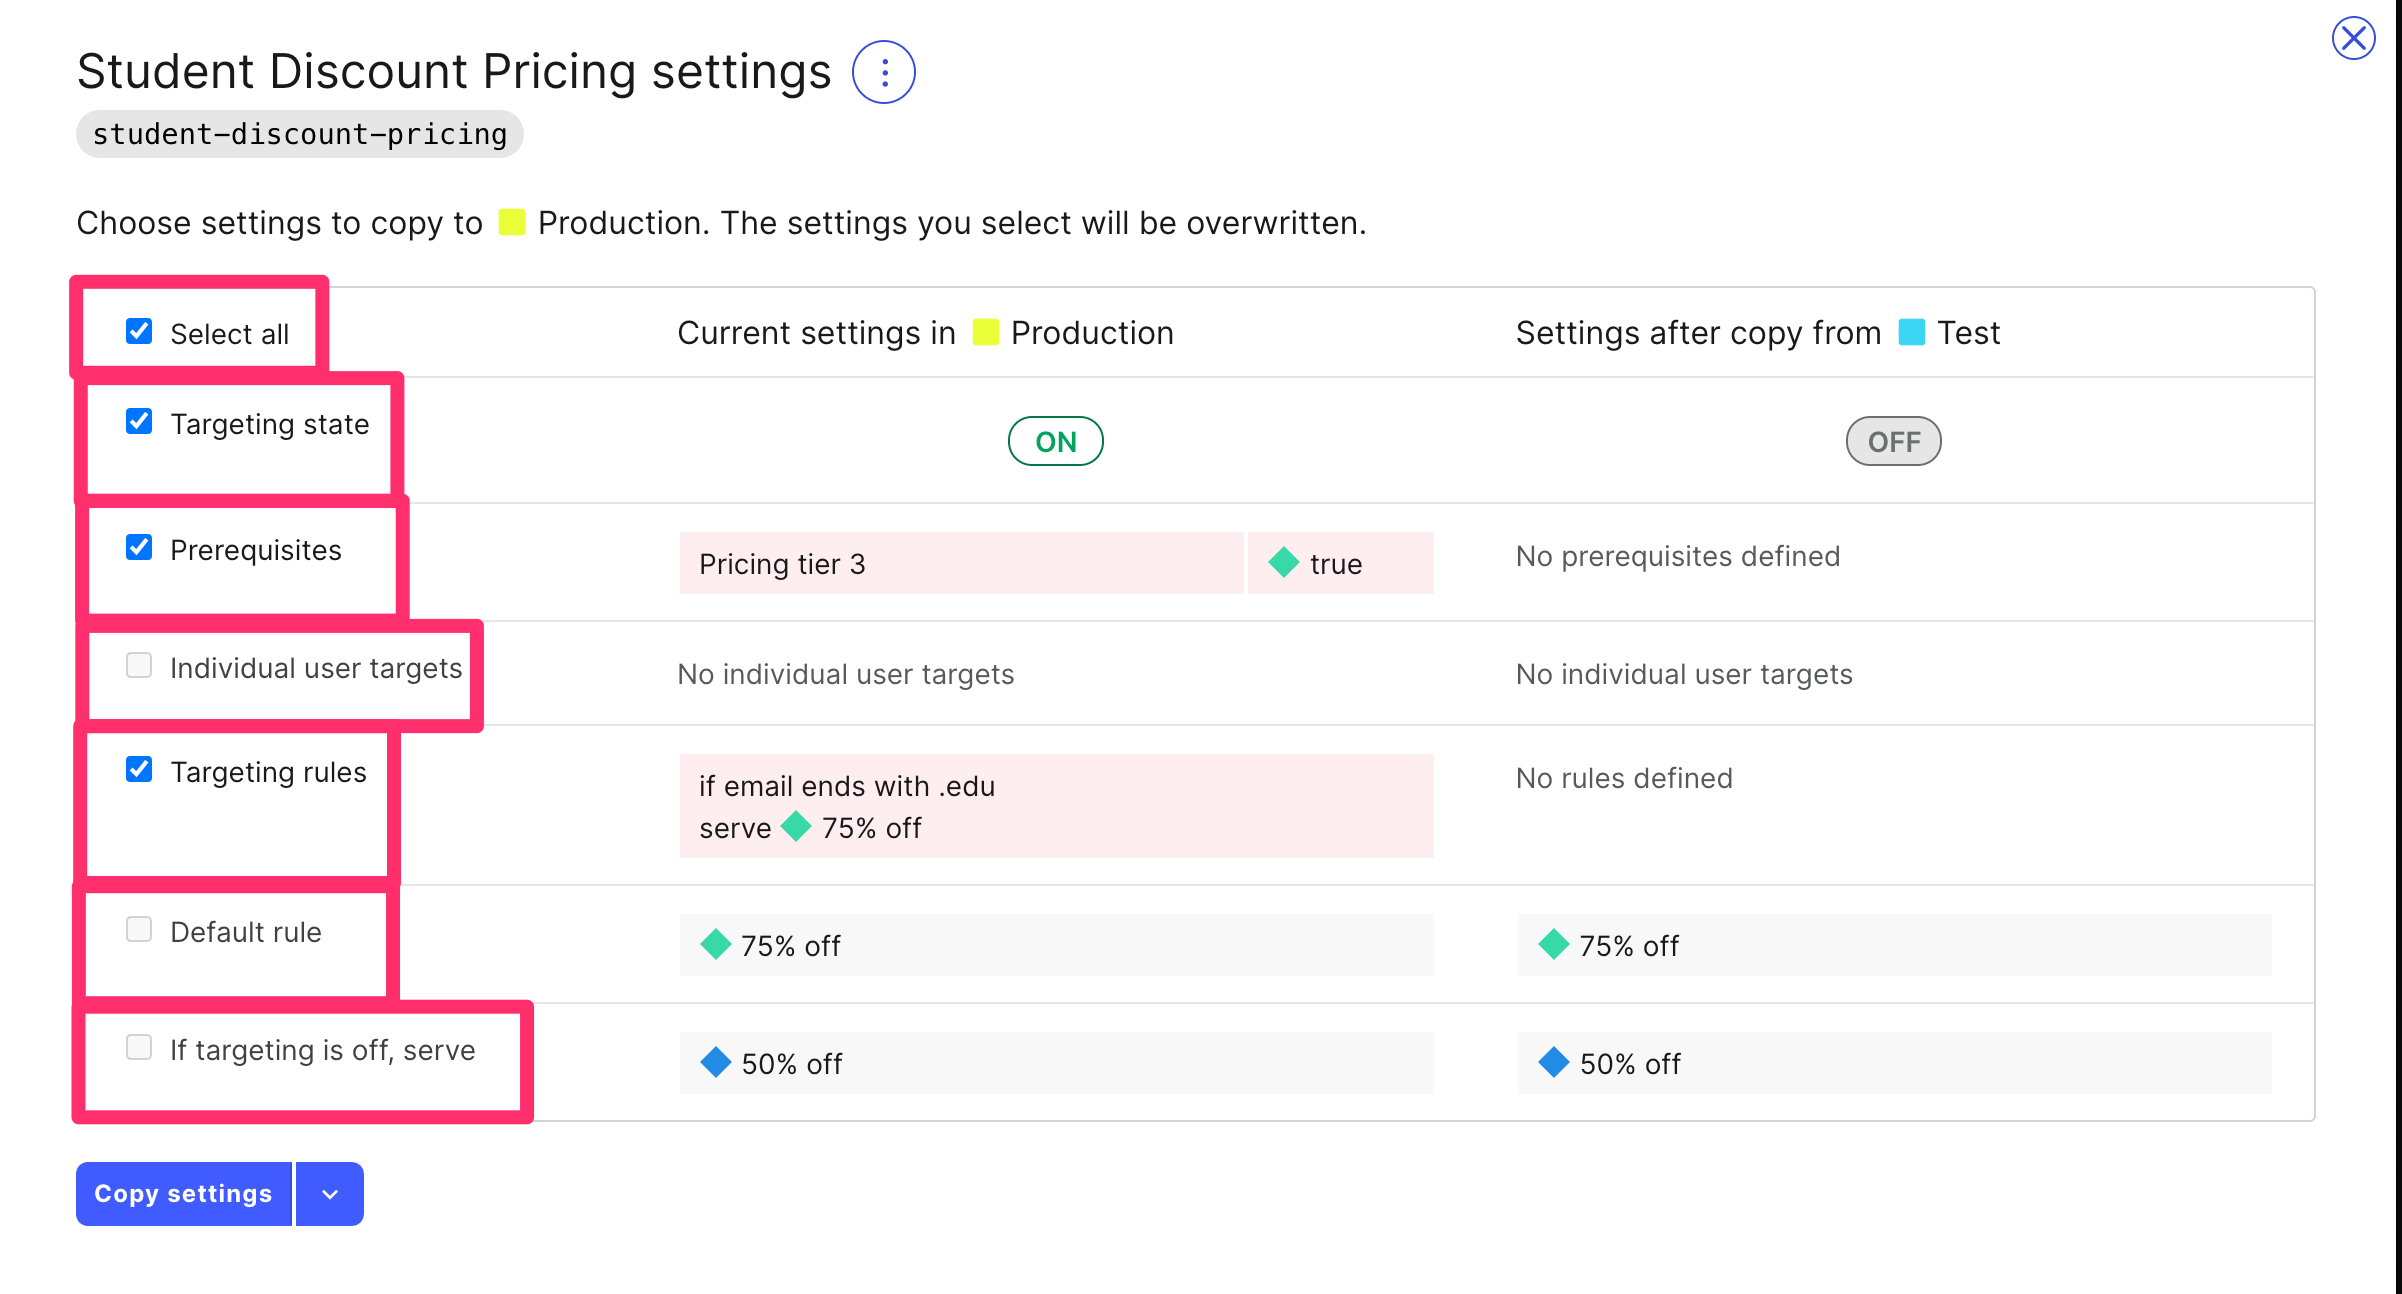 Student Discount Pricing settings
student-discount-pricing
Choose settings to copy to Production. The settings you select will be overwritten.
Select all
Current settings in Production
Settings after copy from Test
Targeting state
ON
OFF
Prerequisites
Pricing tier 3
true
No prerequisites defined
Individual user targets
No individual user targets
No individual user targets
Targeting rules
if email ends with .edu
serve 75% off
No rules defined
Default rule
75% off
75% off
If targeting is off, serve
50% off
50% off
Copy settings